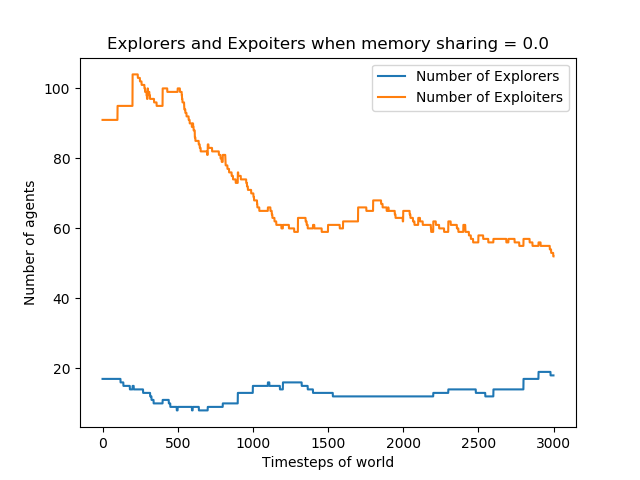 Explorers and Expoiters when memory sharing = 0.0
Number of Explorers
Number of Exploiters
Number of agents
100
80
60
40
20
0 500 1000 1500 2000 2500 3000
Timesteps of world